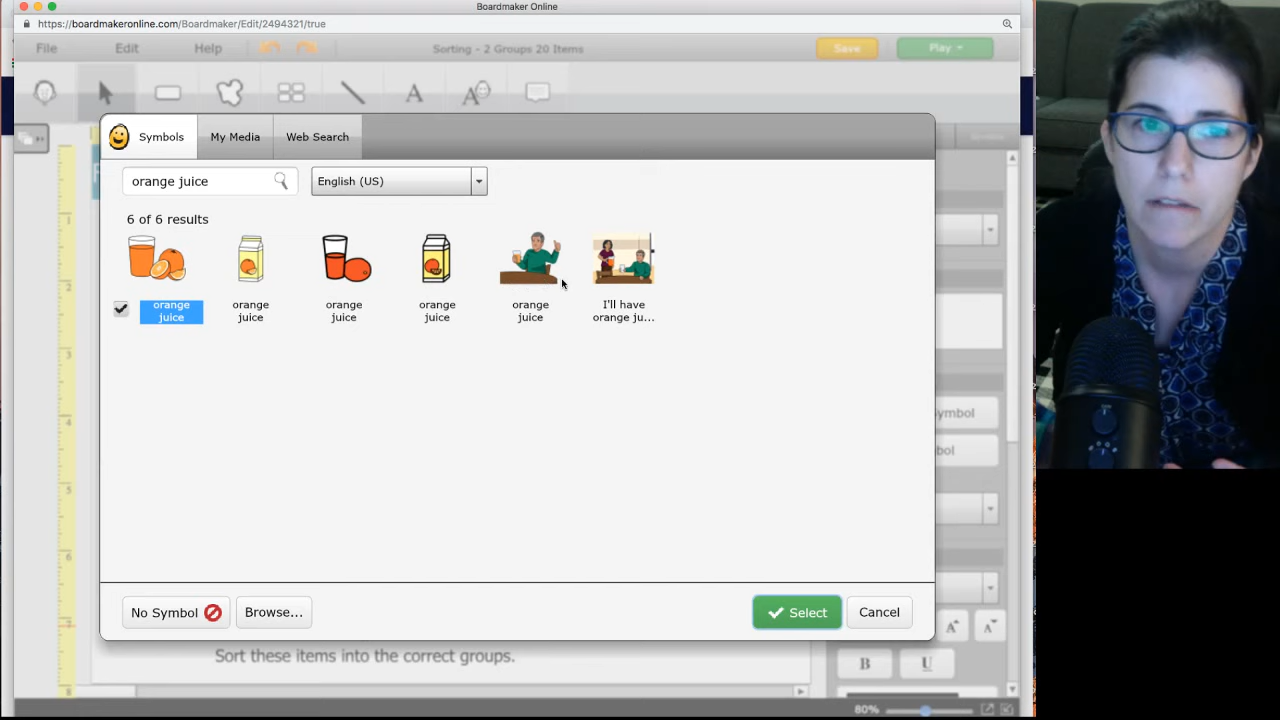 Boardmaker Online
https://boardmakeronline.com/Boardmaker/Edit/2494321/true
File Edit Help Sorting - 2 Groups 20 Items Save Play
Symbols My Media Web Search
orange juice English (US)
6 of 6 results
orange juice
orange juice
orange juice
orange juice
orange juice
I'll have orange ju...
No Symbol Browse... Select Cancel
Sort these items into the correct groups.
B U
80%